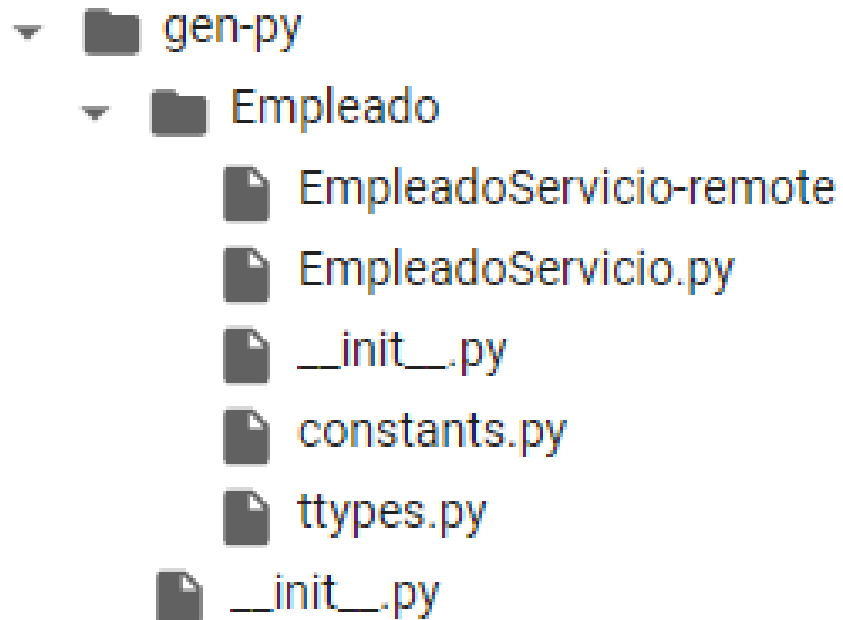 gen-py
Empleado
EmpleadoServicio-remote
EmpleadoServicio.py
__init__.py
constants.py
ttypes.py
__init__.py